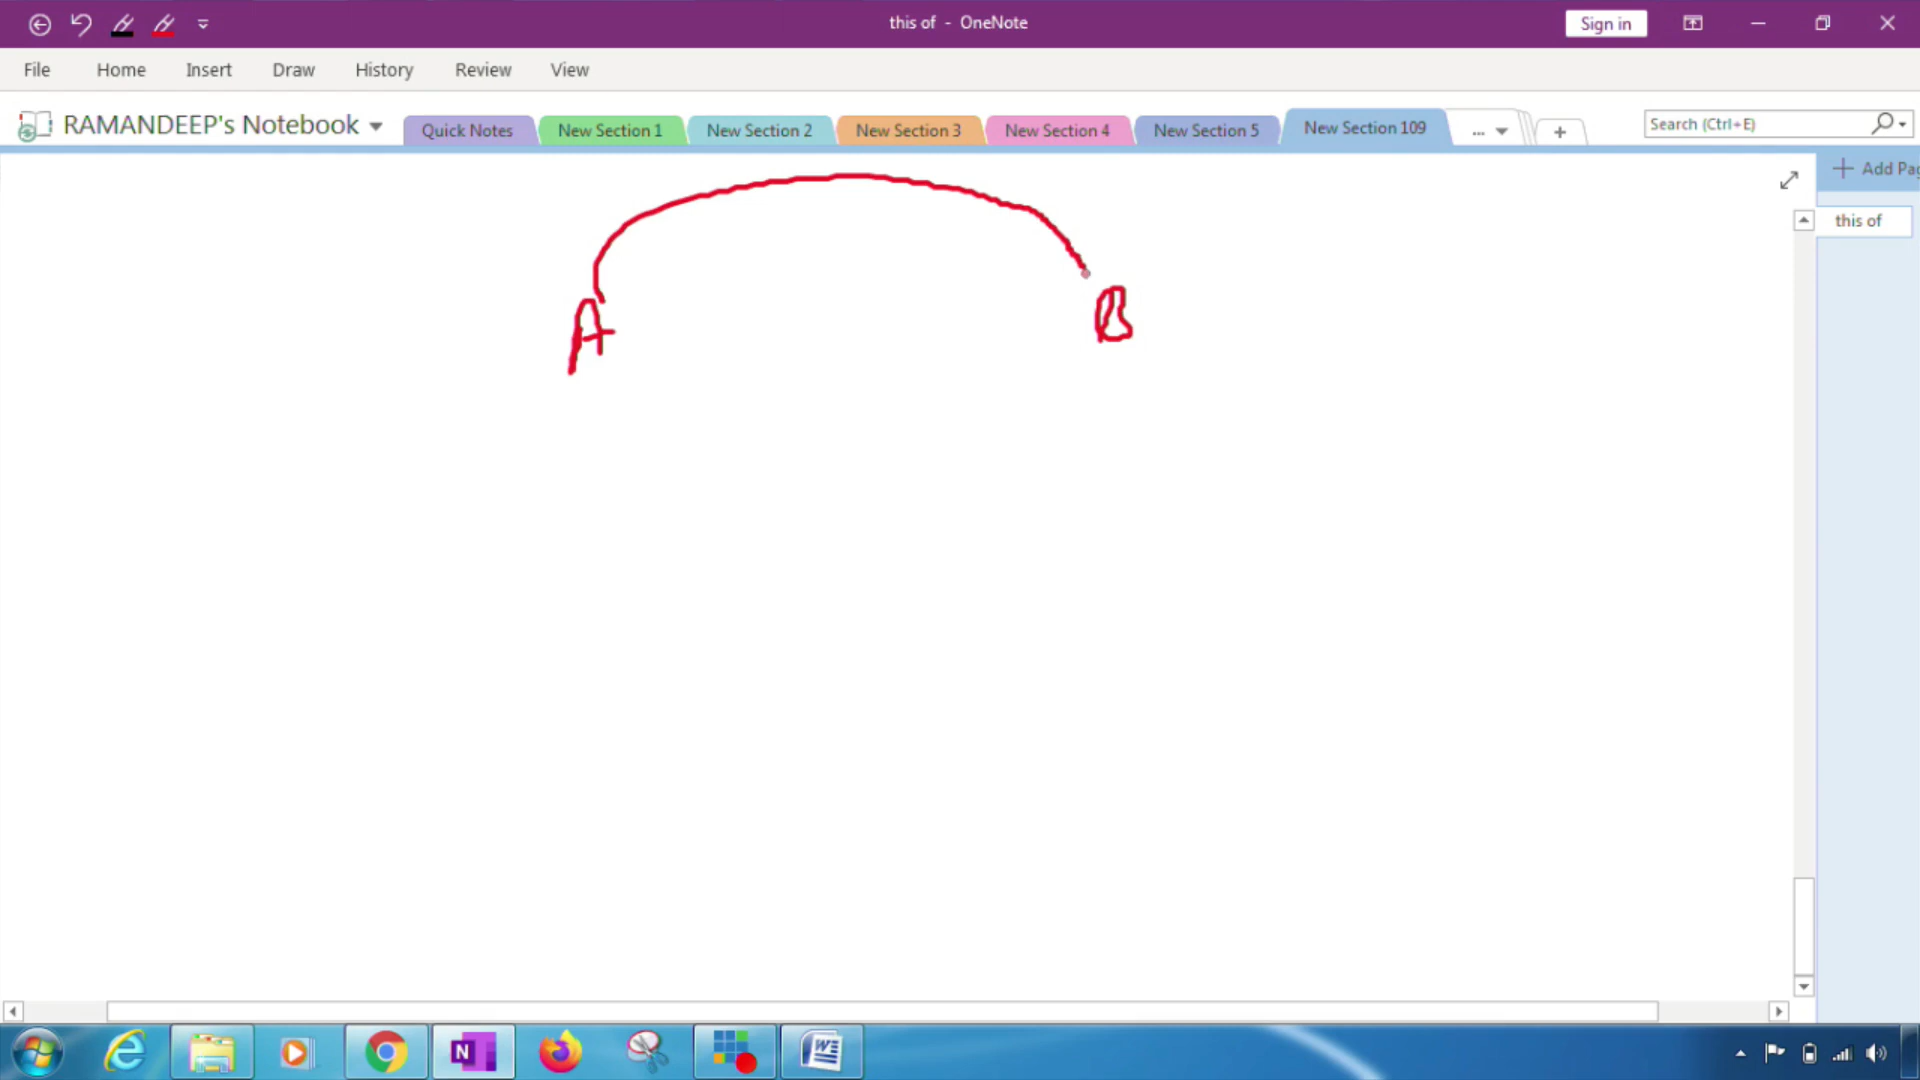 this of - OneNote
Sign in
File Home Insert Draw History Review View
RAMANDEEP's Notebook Quick Notes New Section 1 New Section 2 New Section 3 New Section 4 New Section 5 New Section 109 ... + Search (Ctrl+E)
+ Add Pag
this of
A B